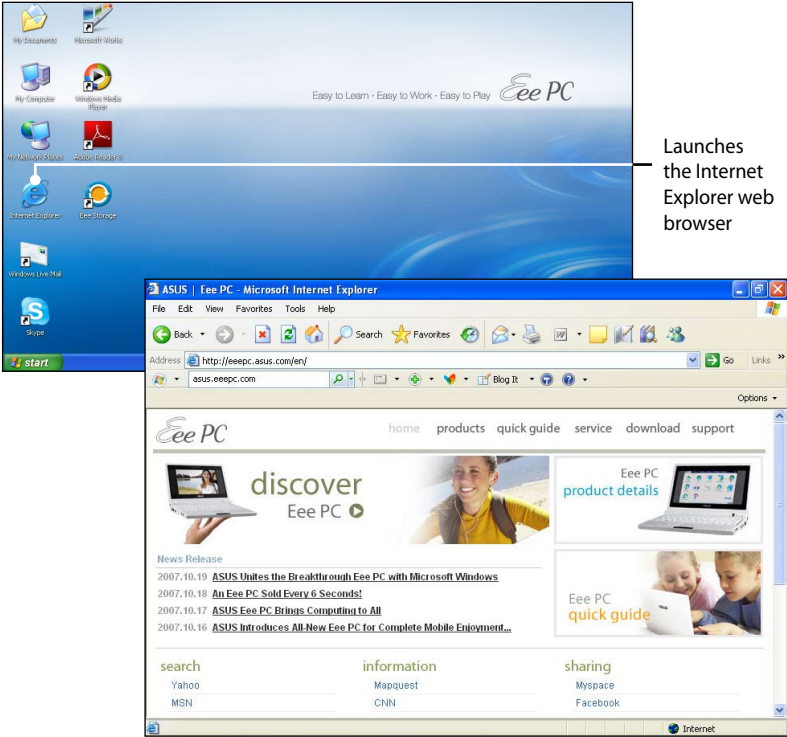 My Documents
Microsoft Works
My Computer
Windows Media
Player
Easy to Learn - Easy to Work - Easy to Play Eee PC
My Network Places
Adobe Reader 8
Launches
the Internet
Explorer web
browser
Internet Explorer
Eee Storage
Windows Live Mail
Skype
start
ASUS | Eee PC - Microsoft Internet Explorer
File Edit View Favorites Tools Help
Back Search Favorites
Address http://eeepc.asus.com/en/ Go Links »
asus.eeepc.com Blog It
Options
Eee PC home products quick guide service download support
discover
Eee PC
Eee PC
product details
News Release
2007.10.19 ASUS Unites the Breakthrough Eee PC with Microsoft Windows
2007.10.18 An Eee PC Sold Every 6 Seconds!
2007.10.17 ASUS Eee PC Brings Computing to All
2007.10.16 ASUS Introduces All-New Eee PC for Complete Mobile Enjoyment...
Eee PC
quick guide
search information sharing
Yahoo Mapquest Myspace
MSN CNN Facebook
Internet